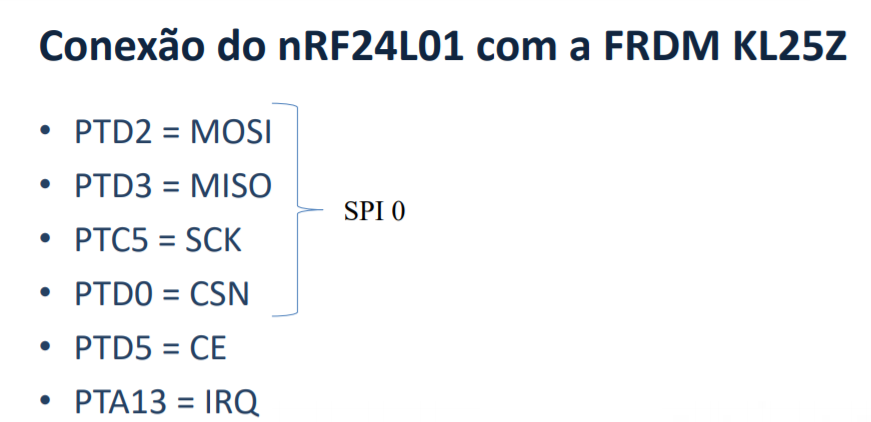 Conexão do nRF24L01 com a FRDM KL25Z
• PTD2 = MOSI
• PTD3 = MISO
• PTC5 = SCK
• PTD0 = CSN
• PTD5 = CE
• PTA13 = IRQ
SPI 0